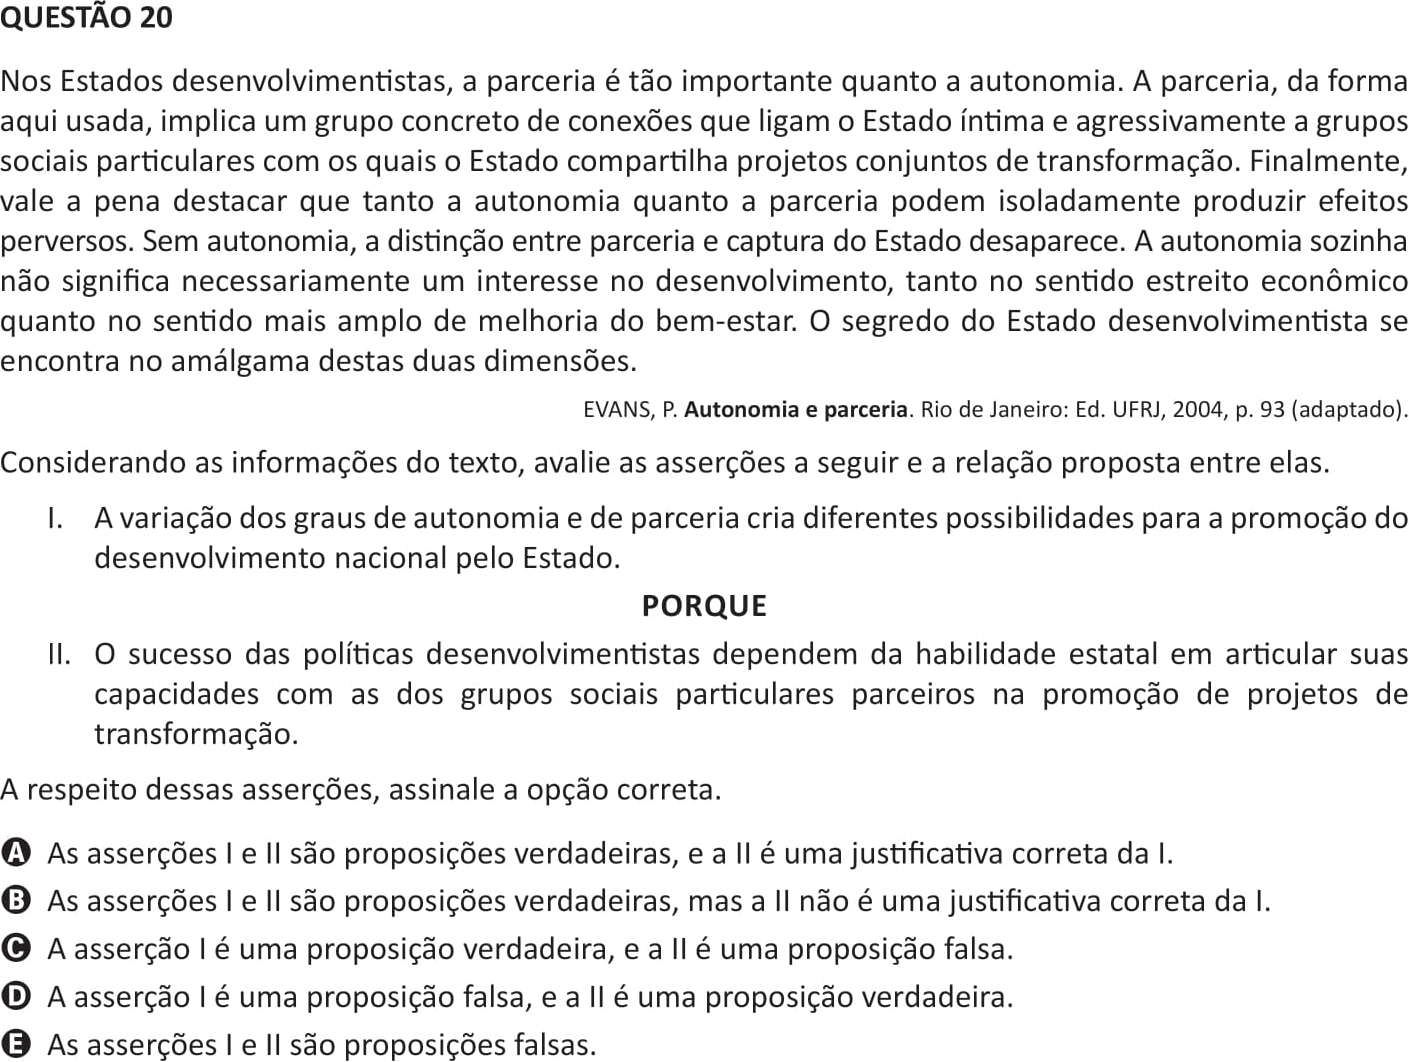 QUESTÃO 20
Nos Estados desenvolvimentistas, a parceria é tão importante quanto a autonomia. A parceria, da forma
aqui usada, implica um grupo concreto de conexões que ligam o Estado íntima e agressivamente a grupos
sociais particulares com os quais o Estado compartilha projetos conjuntos de transformação. Finalmente,
vale a pena destacar que tanto a autonomia quanto a parceria podem isoladamente produzir efeitos
perversos. Sem autonomia, a distinção entre parceria e captura do Estado desaparece. A autonomia sozinha
não significa necessariamente um interesse no desenvolvimento, tanto no sentido estreito econômico
quanto no sentido mais amplo de melhoria do bem-estar. O segredo do Estado desenvolvimentista se
encontra no amálgama destas duas dimensões.
EVANS, P. Autonomia e parceria. Rio de Janeiro: Ed. UFRJ, 2004, p. 93 (adaptado).
Considerando as informações do texto, avalie as asserções a seguir e a relação proposta entre elas.
I. A variação dos graus de autonomia e de parceria cria diferentes possibilidades para a promoção do
desenvolvimento nacional pelo Estado.
PORQUE
II. O sucesso das políticas desenvolvimentistas dependem da habilidade estatal em articular suas
capacidades com as dos grupos sociais particulares parceiros na promoção de projetos de
transformação.
A respeito dessas asserções, assinale a opção correta.
A As asserções I e II são proposições verdadeiras, e a II é uma justificativa correta da I.
B As asserções I e II são proposições verdadeiras, mas a II não é uma justificativa correta da I.
C A asserção I é uma proposição verdadeira, e a II é uma proposição falsa.
D A asserção I é uma proposição falsa, e a II é uma proposição verdadeira.
E As asserções I e II são proposições falsas.